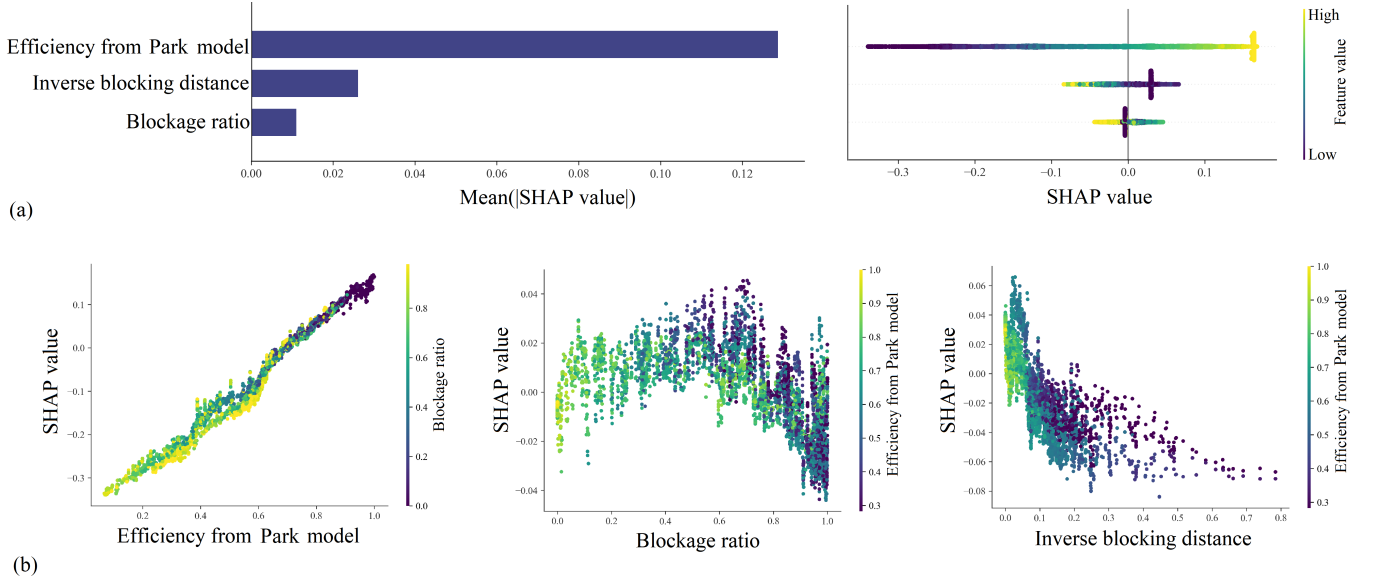 Efficiency from Park model
Inverse blocking distance
Blockage ratio
0.00 0.02 0.04 0.06 0.08 0.10 0.12
Mean(|SHAP value|)
High
Feature value
Low
−0.3 −0.2 −0.1 0.0 0.1
SHAP value
(a)
SHAP value
0.1
0.0
−0.1
−0.2
−0.3
0.2 0.4 0.6 0.8 1.0
Efficiency from Park model
0.8
0.6
0.4
0.2
0.0
Blockage ratio
SHAP value
0.04
0.02
0.00
−0.02
−0.04
0.0 0.2 0.4 0.6 0.8 1.0
Blockage ratio
1.0
0.9
0.8
0.7
0.6
0.5
0.4
0.3
Efficiency from Park model
SHAP value
0.06
0.04
0.02
0.00
−0.02
−0.04
−0.06
−0.08
0.0 0.1 0.2 0.3 0.4 0.5 0.6 0.7 0.8
Inverse blocking distance
1.0
0.9
0.8
0.7
0.6
0.5
0.4
0.3
Efficiency from Park model
(b)